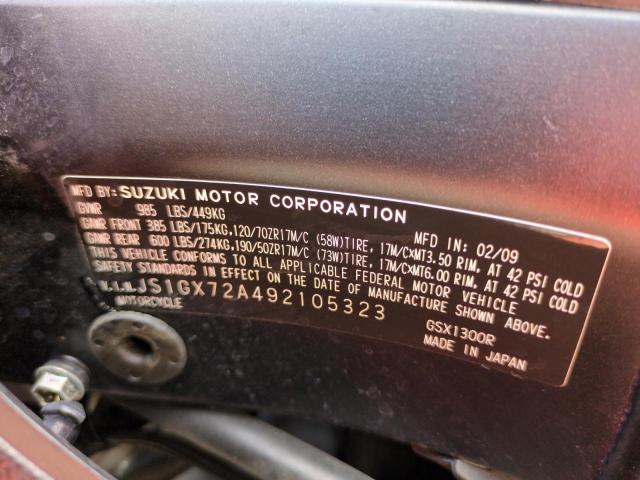 MFD BY: SUZUKI MOTOR CORPORATION
GVWR 985 LBS/449KG MFD IN: 02/09
GAWR FRONT 385 LBS/175KG.120/70ZR17M/C (58W)TIRE, 17M/C×MT3.50 RIM, AT 42 PSI COLD
GAWR REAR 600 LBS/274KG.190/50ZR17M/C (73W)TIRE, 17M/C×MT6.00 RIM, AT 42 PSI COLD
THIS VEHICLE CONFORMS TO ALL APPLICABLE FEDERAL MOTOR VEHICLE
SAFETY STANDARDS IN EFFECT ON THE DATE OF MANUFACTURE SHOWN ABOVE.
V.I.N. JS1GX72A492105323 GSX1300R
MOTORCYCLE MADE IN JAPAN